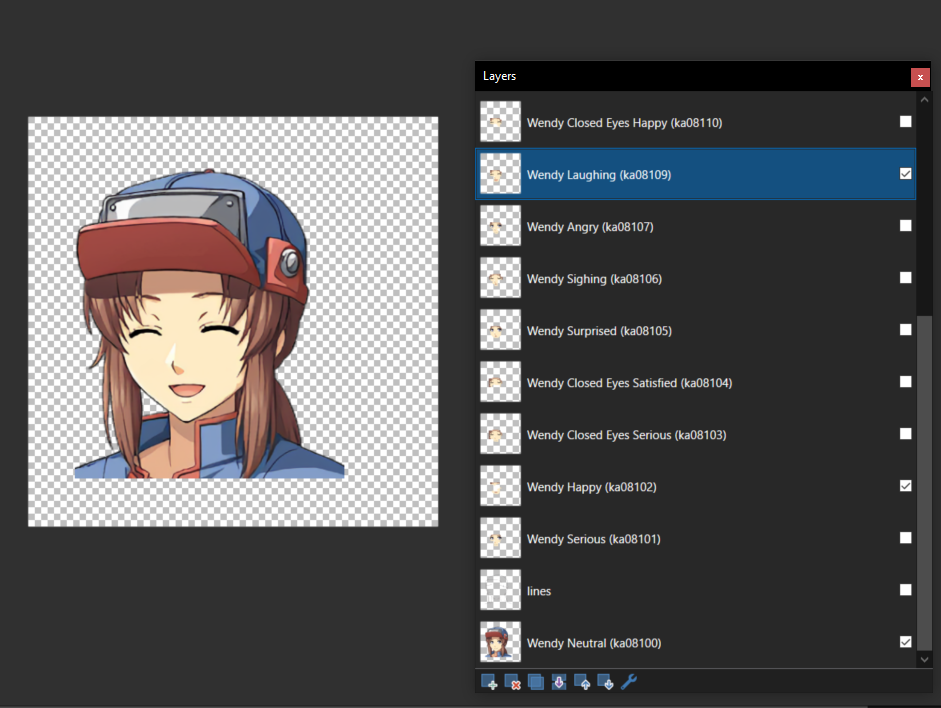 Layers
x
Wendy Closed Eyes Happy (ka08110)
Wendy Laughing (ka08109)
Wendy Angry (ka08107)
Wendy Sighing (ka08106)
Wendy Surprised (ka08105)
Wendy Closed Eyes Satisfied (ka08104)
Wendy Closed Eyes Serious (ka08103)
Wendy Happy (ka08102)
Wendy Serious (ka08101)
lines
Wendy Neutral (ka08100)